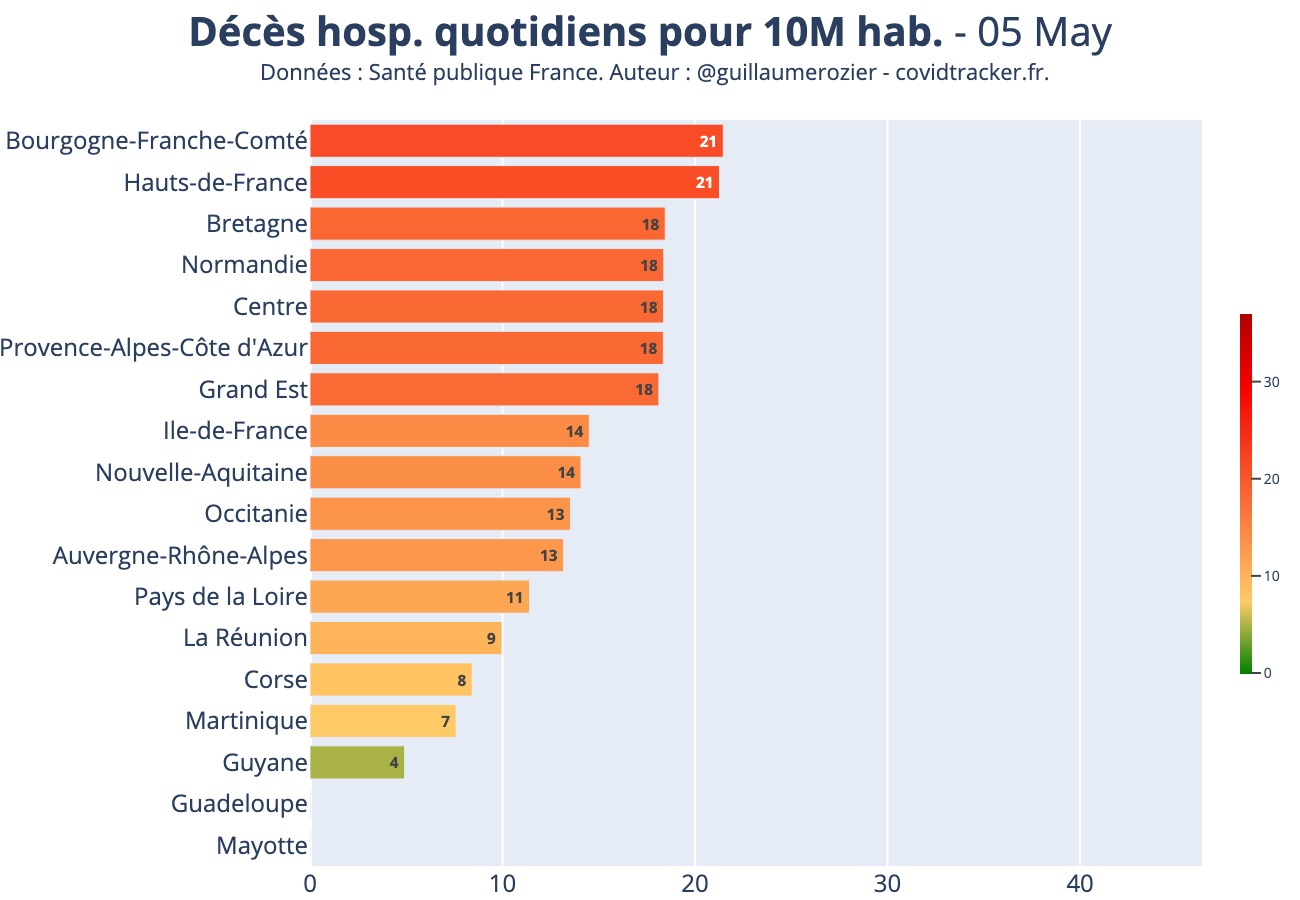 Décès hosp. quotidiens pour 10M hab. - 05 May
Données : Santé publique France. Auteur : @guillaumerozier - covidtracker.fr.
Bourgogne-Franche-Comté 21
Hauts-de-France 21
Bretagne 18
Normandie 18
Centre 18
Provence-Alpes-Côte d'Azur 18
Grand Est 18
Ile-de-France 14
Nouvelle-Aquitaine 14
Occitanie 13
Auvergne-Rhône-Alpes 13
Pays de la Loire 11
La Réunion 9
Corse 8
Martinique 7
Guyane 4
Guadeloupe
Mayotte
0 10 20 30 40
30
20
10
0